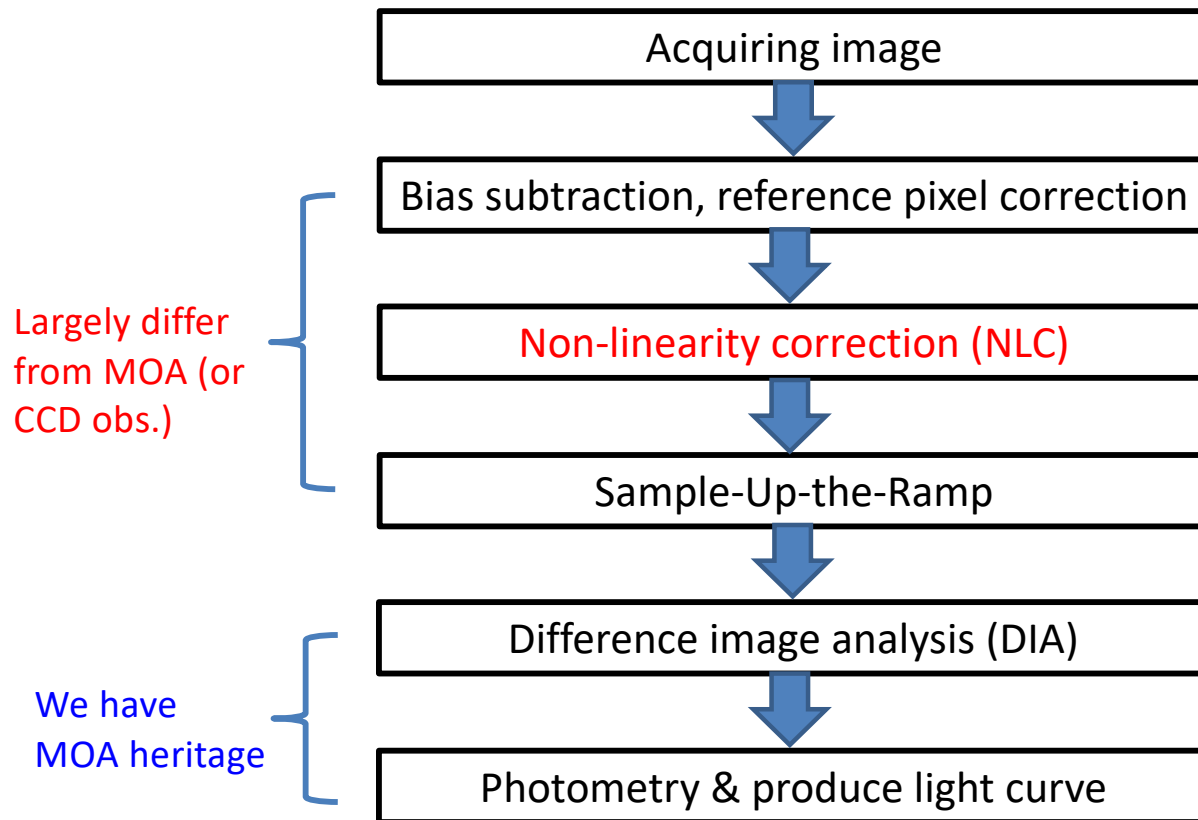 Acquiring image
Bias subtraction, reference pixel correction
Largely differ
from MOA (or
CCD obs.)
Non-linearity correction (NLC)
Sample-Up-the-Ramp
Difference image analysis (DIA)
We have
MOA heritage
Photometry & produce light curve